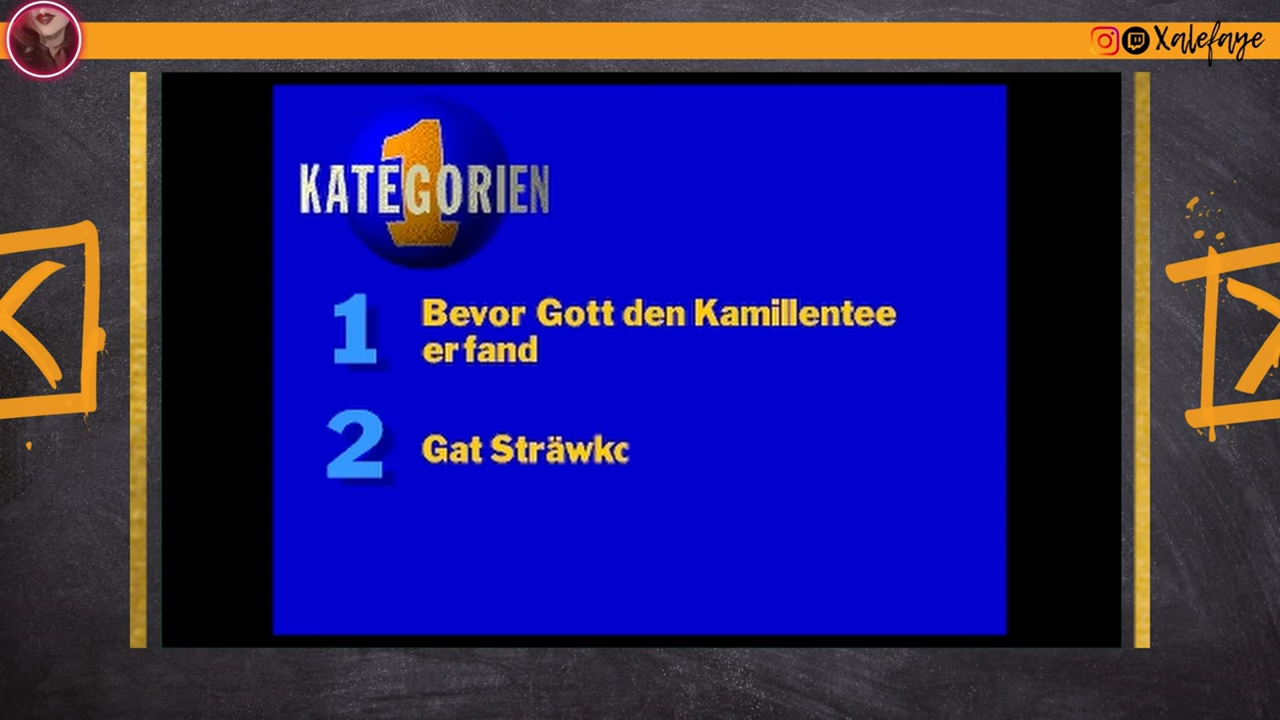 Xalefaye
1
KATEGORIEN
1 Bevor Gott den Kamillentee
erfand
2 Gat Sträwkc